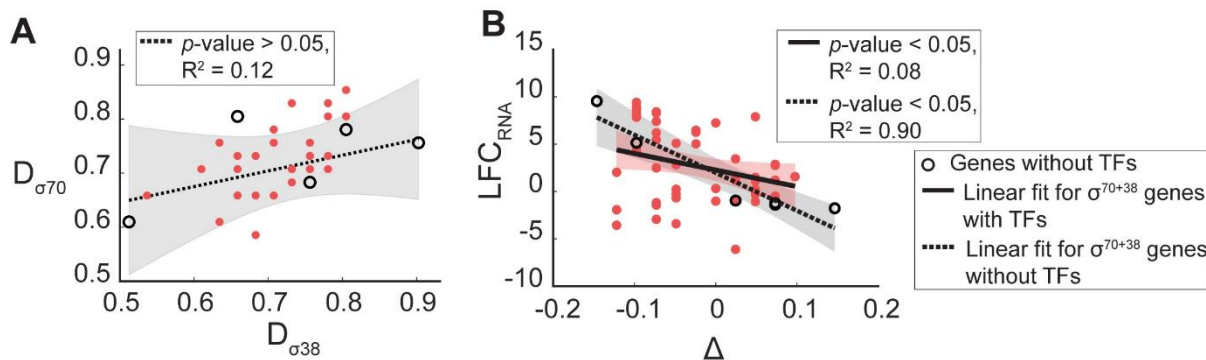 A
p-value > 0.05,
R² = 0.12
0.9
0.8
0.7
0.6
0.5
Dσ70
0.5 0.6 0.7 0.8 0.9
Dσ38
B
p-value < 0.05,
R² = 0.08
p-value < 0.05,
R² = 0.90
15
10
5
0
-5
-10
LFC_RNA
-0.2 -0.1 0 0.1 0.2
Δ
Genes without TFs
Linear fit for σ⁷⁰⁺³⁸ genes
with TFs
Linear fit for σ⁷⁰⁺³⁸ genes
without TFs